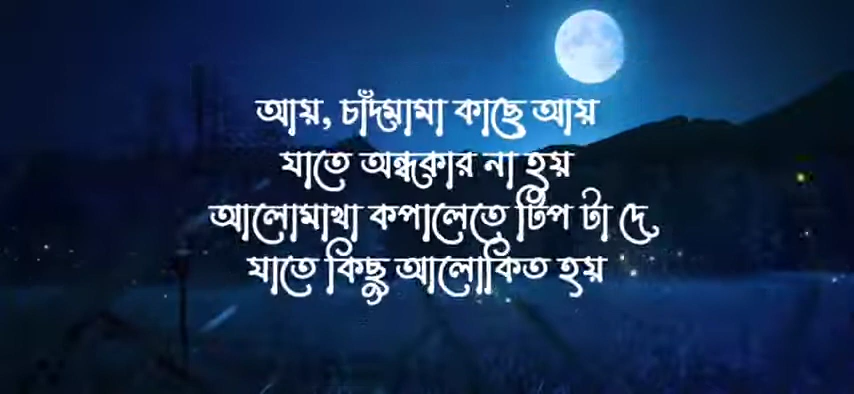 আয়, চাঁদমামা কাছে আয়
যাতে অন্ধকার না হয়
আলোমাখা কপালেতে টিপ টা দে,
যাতে কিছু আলোকিত হয়